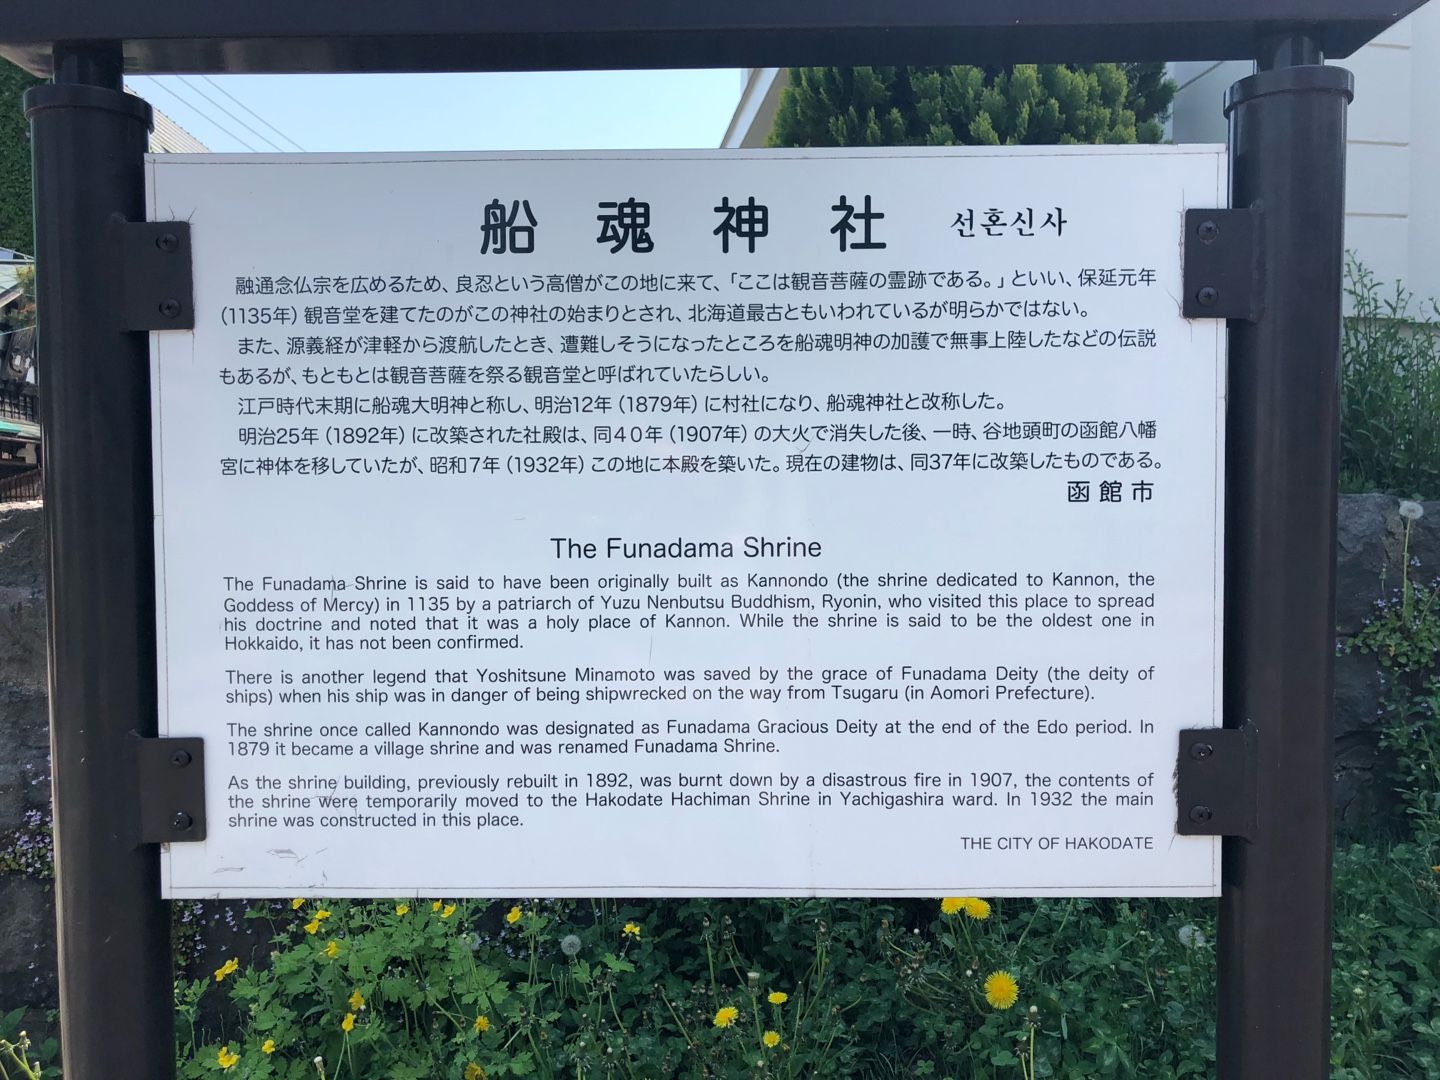 船魂神社 선혼신사
融通念仏宗を広めるため、良忍という高僧がこの地に来て、「ここは観音菩薩の霊跡である。」といい、保延元年
(1135年) 観音堂を建てたのがこの神社の始まりとされ、北海道最古ともいわれているが明らかではない。
また、源義経が津軽から渡航したとき、遭難しそうになったところを船魂明神の加護で無事上陸したなどの伝説
もあるが、もともとは観音菩薩を祭る観音堂と呼ばれていたらしい。
江戸時代末期に船魂大明神と称し、明治12年 (1879年) に村社になり、船魂神社と改称した。
明治25年 (1892年) に改築された社殿は、同40年 (1907年) の大火で消失した後、一時、谷地頭町の函館八幡
宮に神体を移していたが、昭和7年 (1932年) この地に本殿を築いた。現在の建物は、同37年に改築したものである。
函館市
The Funadama Shrine
The Funadama Shrine is said to have been originally built as Kannondo (the shrine dedicated to Kannon, the
Goddess of Mercy) in 1135 by a patriarch of Yuzu Nenbutsu Buddhism, Ryonin, who visited this place to spread
his doctrine and noted that it was a holy place of Kannon. While the shrine is said to be the oldest one in
Hokkaido, it has not been confirmed.
There is another legend that Yoshitsune Minamoto was saved by the grace of Funadama Deity (the deity of
ships) when his ship was in danger of being shipwrecked on the way from Tsugaru (in Aomori Prefecture).
The shrine once called Kannondo was designated as Funadama Gracious Deity at the end of the Edo period. In
1879 it became a village shrine and was renamed Funadama Shrine.
As the shrine building, previously rebuilt in 1892, was burnt down by a disastrous fire in 1907, the contents of
the shrine were temporarily moved to the Hakodate Hachiman Shrine in Yachigashira ward. In 1932 the main
shrine was constructed in this place.
THE CITY OF HAKODATE